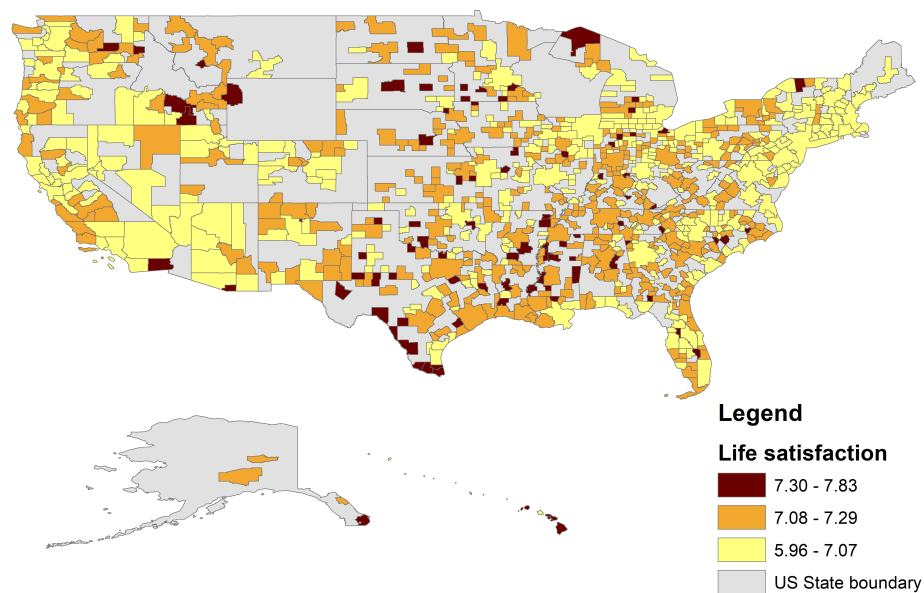 Legend
Life satisfaction
7.30 - 7.83
7.08 - 7.29
5.96 - 7.07
US State boundary